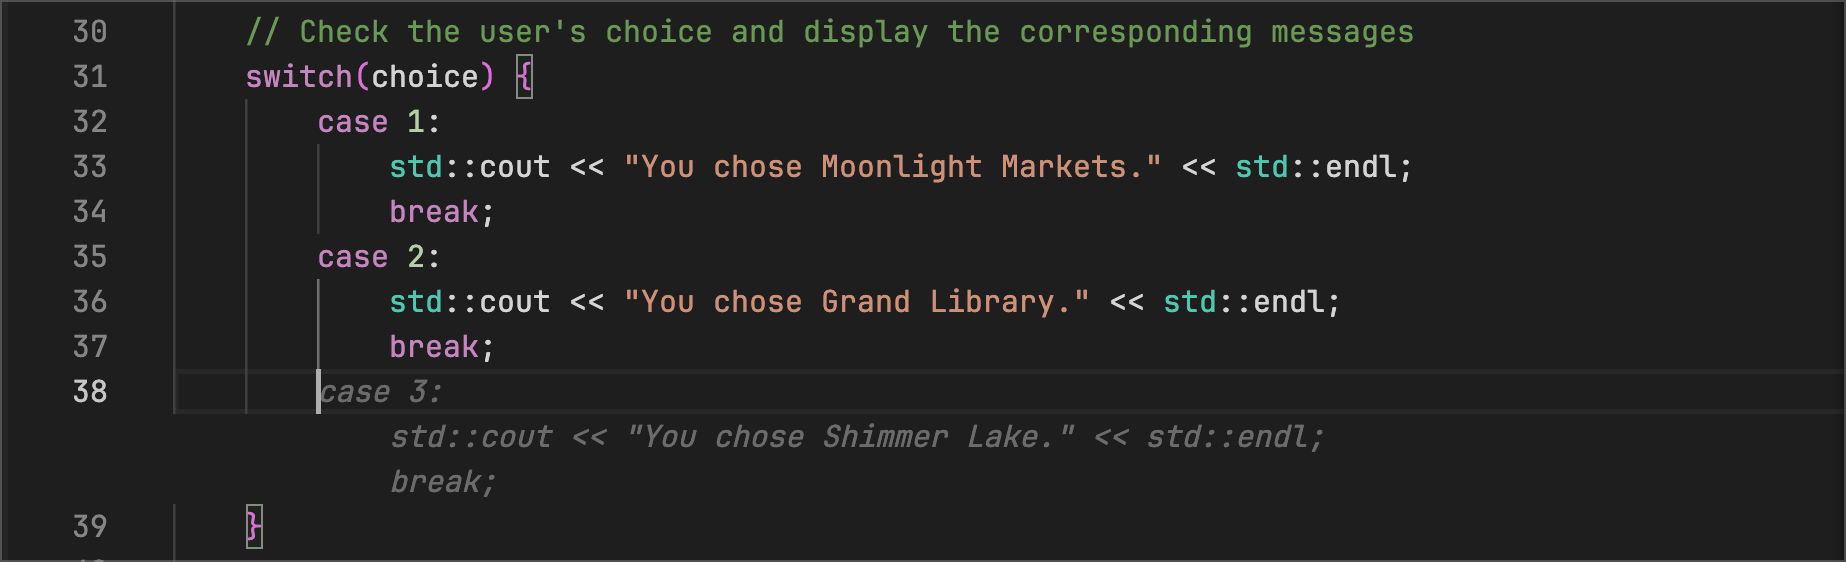 30 // Check the user's choice and display the corresponding messages
31 switch(choice) {
32 case 1:
33 std::cout << "You chose Moonlight Markets." << std::endl;
34 break;
35 case 2:
36 std::cout << "You chose Grand Library." << std::endl;
37 break;
38 case 3:
std::cout << "You chose Shimmer Lake." << std::endl;
break;
39 }